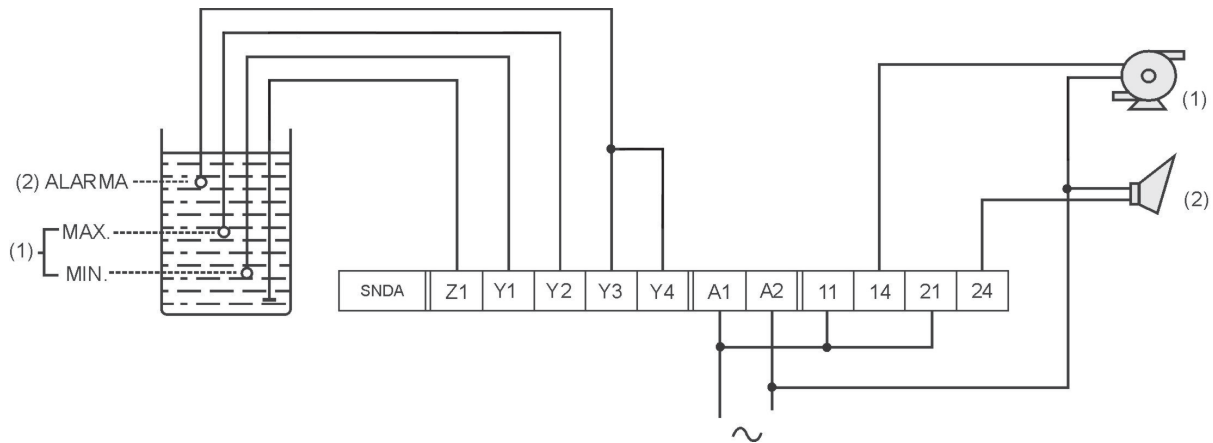 (1)
(2) ALARMA
(2)
MAX.
(1)
MIN.
SNDA Z1 Y1 Y2 Y3 Y4 A1 A2 11 14 21 24
~